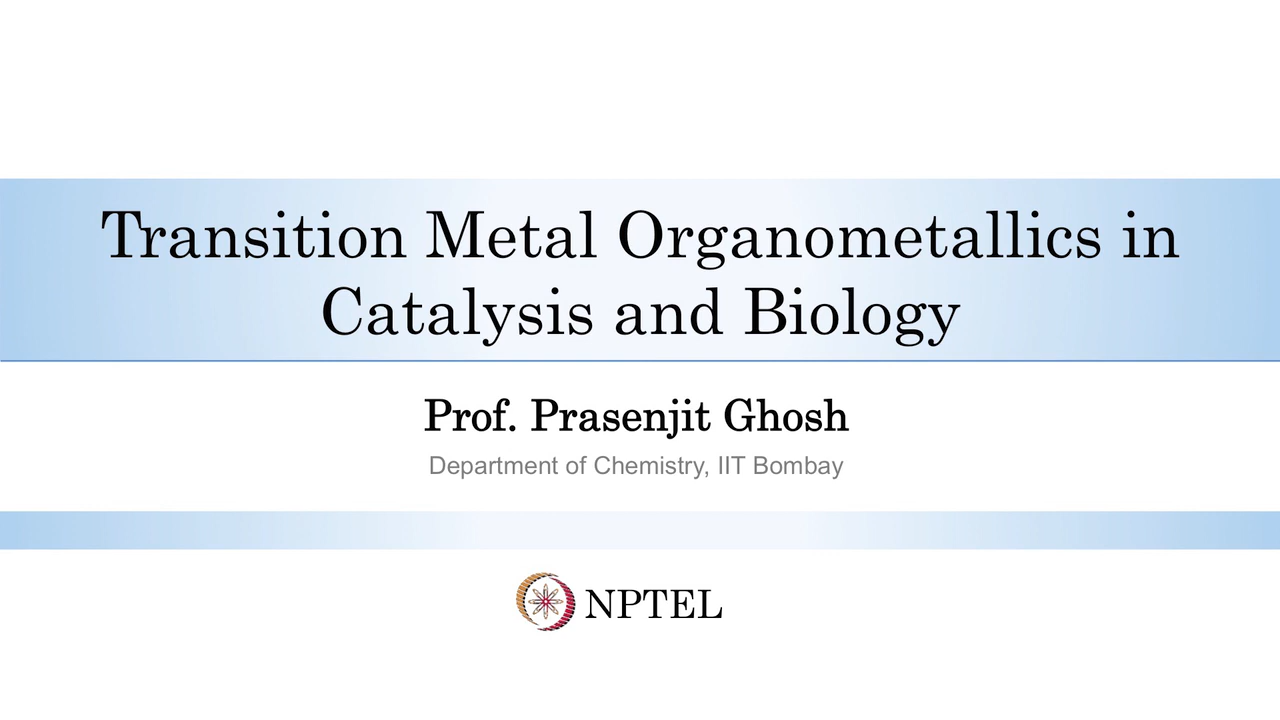 Transition Metal Organometallics in
Catalysis and Biology
Prof. Prasenjit Ghosh
Department of Chemistry, IIT Bombay
NPTEL